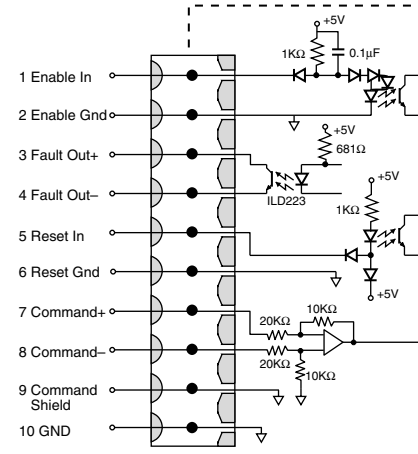 +5V
1KΩ
0.1µF
1 Enable In
2 Enable Gnd
+5V
3 Fault Out+
681Ω
4 Fault Out–
ILD223
+5V
1KΩ
5 Reset In
6 Reset Gnd
+5V
7 Command+
20KΩ
10KΩ
8 Command–
20KΩ
10KΩ
9 Command
Shield
10 GND